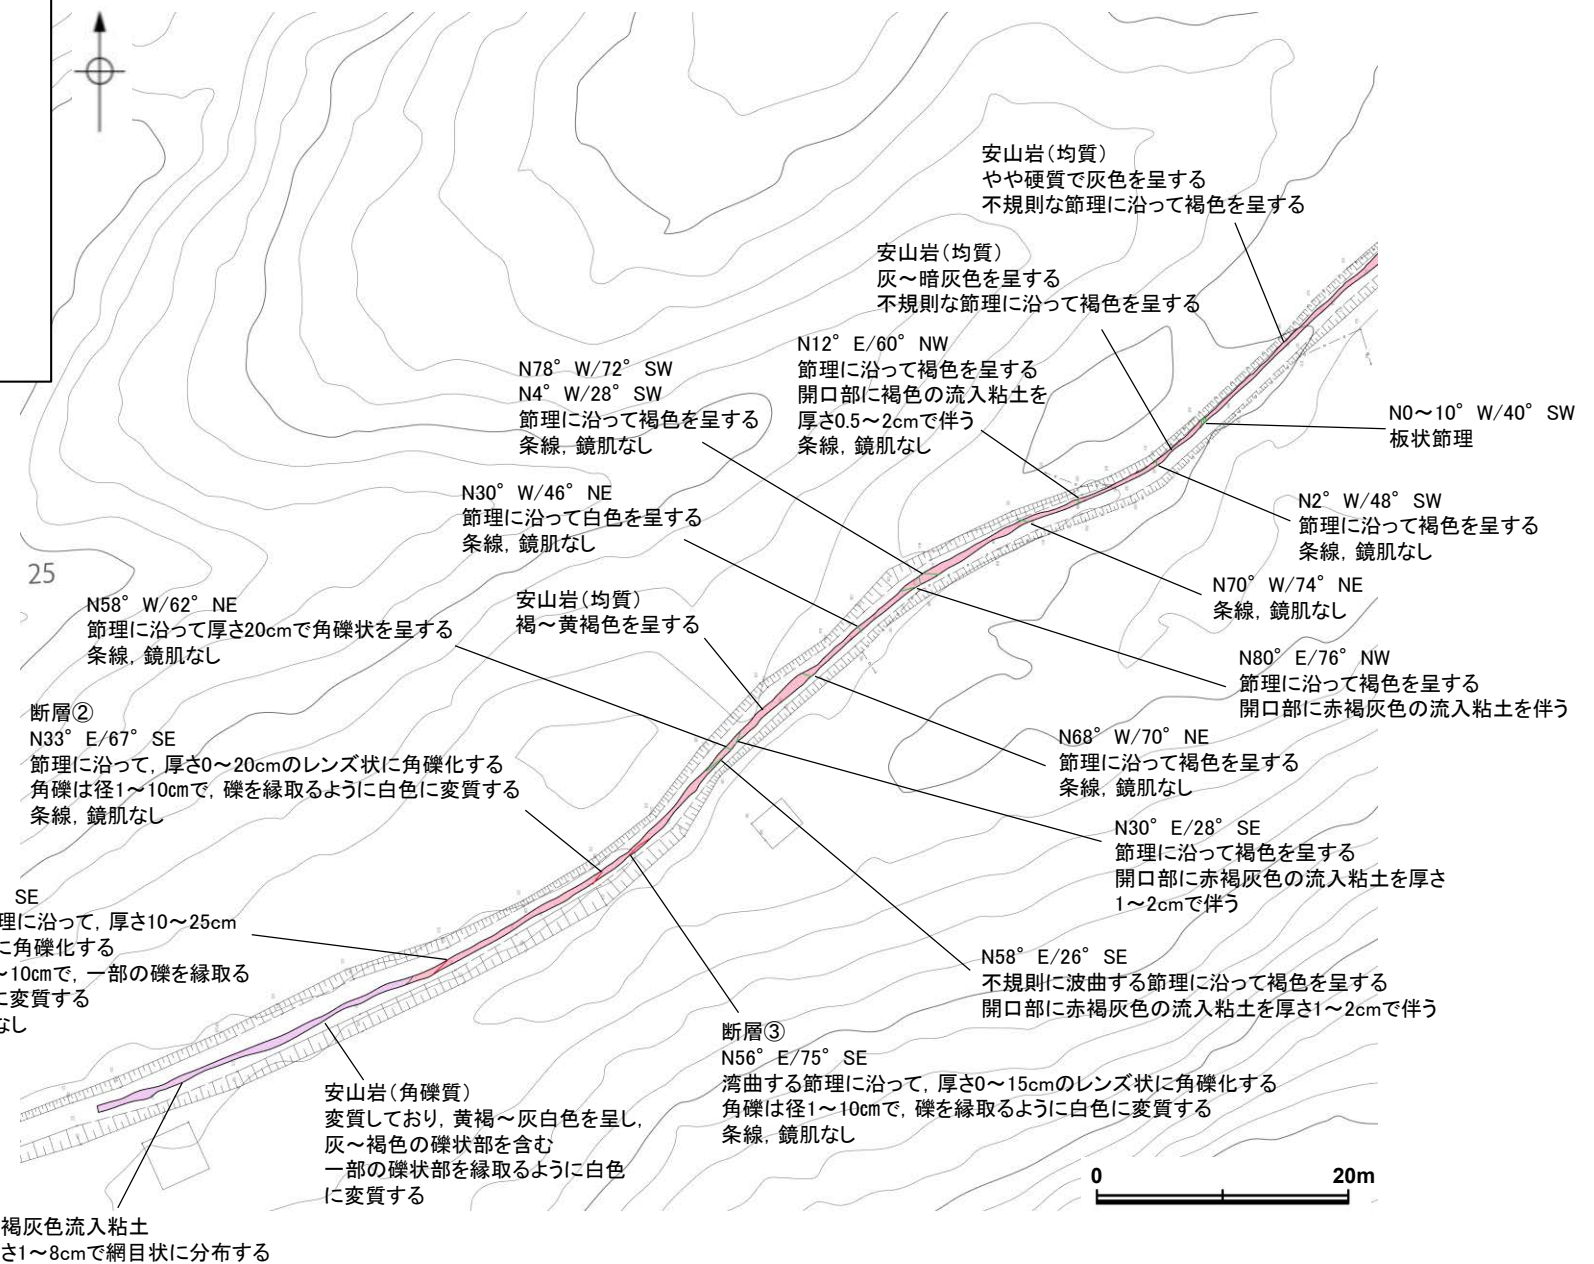 安山岩（均質）
やや硬質で灰色を呈する
不規則な節理に沿って褐色を呈する
安山岩（均質）
灰～暗灰色を呈する
不規則な節理に沿って褐色を呈する
N12° E/60° NW
節理に沿って褐色を呈する
開口部に褐色の流入粘土を
厚さ0.5～2cmで伴う
条線, 鏡肌なし
N78° W/72° SW
N4° W/28° SW
節理に沿って褐色を呈する
条線, 鏡肌なし
N0～10° W/40° SW
板状節理
N30° W/46° NE
節理に沿って白色を呈する
条線, 鏡肌なし
N2° W/48° SW
節理に沿って褐色を呈する
条線, 鏡肌なし
25
N70° W/74° NE
条線, 鏡肌なし
N58° W/62° NE
節理に沿って厚さ20cmで角礫状を呈する
条線, 鏡肌なし
安山岩（均質）
褐～黄褐色を呈する
N80° E/76° NW
節理に沿って褐色を呈する
開口部に赤褐灰色の流入粘土を伴う
断層②
N33° E/67° SE
節理に沿って, 厚さ0～20cmのレンズ状に角礫化する
角礫は径1～10㎝で, 礫を縁取るように白色に変質する
条線, 鏡肌なし
N68° W/70° NE
節理に沿って褐色を呈する
条線, 鏡肌なし
N30° E/28° SE
節理に沿って褐色を呈する
開口部に赤褐灰色の流入粘土を厚さ
1～2cmで伴う
SE
理に沿って, 厚さ10～25cm
に角礫化する
～10㎝で, 一部の礫を縁取る
に変質する
なし
N58° E/26° SE
不規則に波曲する節理に沿って褐色を呈する
開口部に赤褐灰色の流入粘土を厚さ1～2cmで伴う
断層③
N56° E/75° SE
湾曲する節理に沿って, 厚さ0～15cmのレンズ状に角礫化する
角礫は径1～10㎝で, 礫を縁取るように白色に変質する
条線, 鏡肌なし
安山岩（角礫質）
変質しており, 黄褐～灰白色を呈し,
灰～褐色の礫状部を含む
一部の礫状部を縁取るように白色
に変質する
0 20m
褐灰色流入粘土
さ1～8cmで網目状に分布する